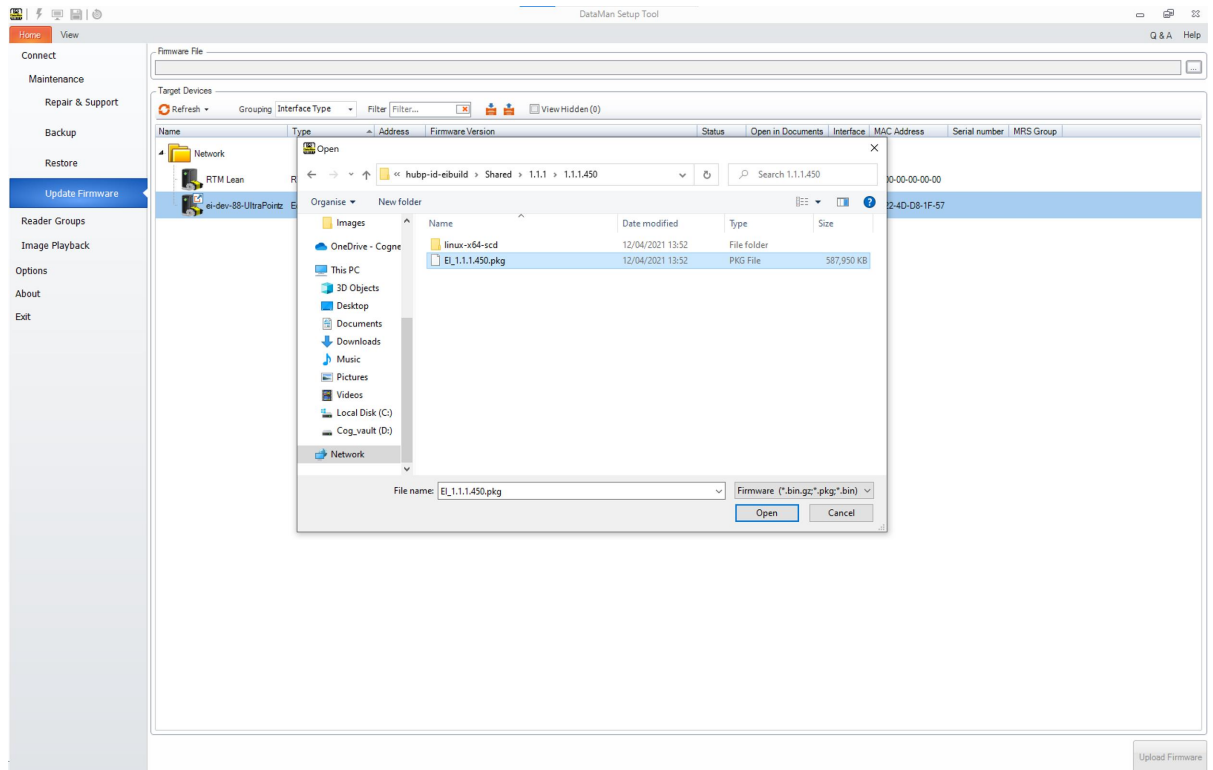 DataMan Setup Tool
Home View Q & A Help
Connect
Maintenance
Repair & Support
Backup
Restore
Update Firmware
Reader Groups
Image Playback
Options
About
Exit
Firmware File
...
Target Devices
Refresh Grouping Interface Type Filter Filter... View Hidden (0)
Name Type Address Firmware Version Status Open in Documents Interface MAC Address Serial number MRS Group
Network
RTM Lean R 00-00-00-00-00
ei-dev-88-UltraPointz E 22-4D-D8-1F-57
Open
« hubp-id-eibuild > Shared > 1.1.1 > 1.1.1.450 Search 1.1.1.450
Organise New folder
Images
OneDrive - Cogne
This PC
3D Objects
Desktop
Documents
Downloads
Music
Pictures
Videos
Local Disk (C:)
Cog_vault (D:)
Network
Name Date modified Type Size
linux-x64-scd 12/04/2021 13:52 File folder
EI_1.1.1.450.pkg 12/04/2021 13:52 PKG File 587,950 KB
File name: EI_1.1.1.450.pkg Firmware (*.bin.gz;*.pkg;*.bin)
Open Cancel
Upload Firmware